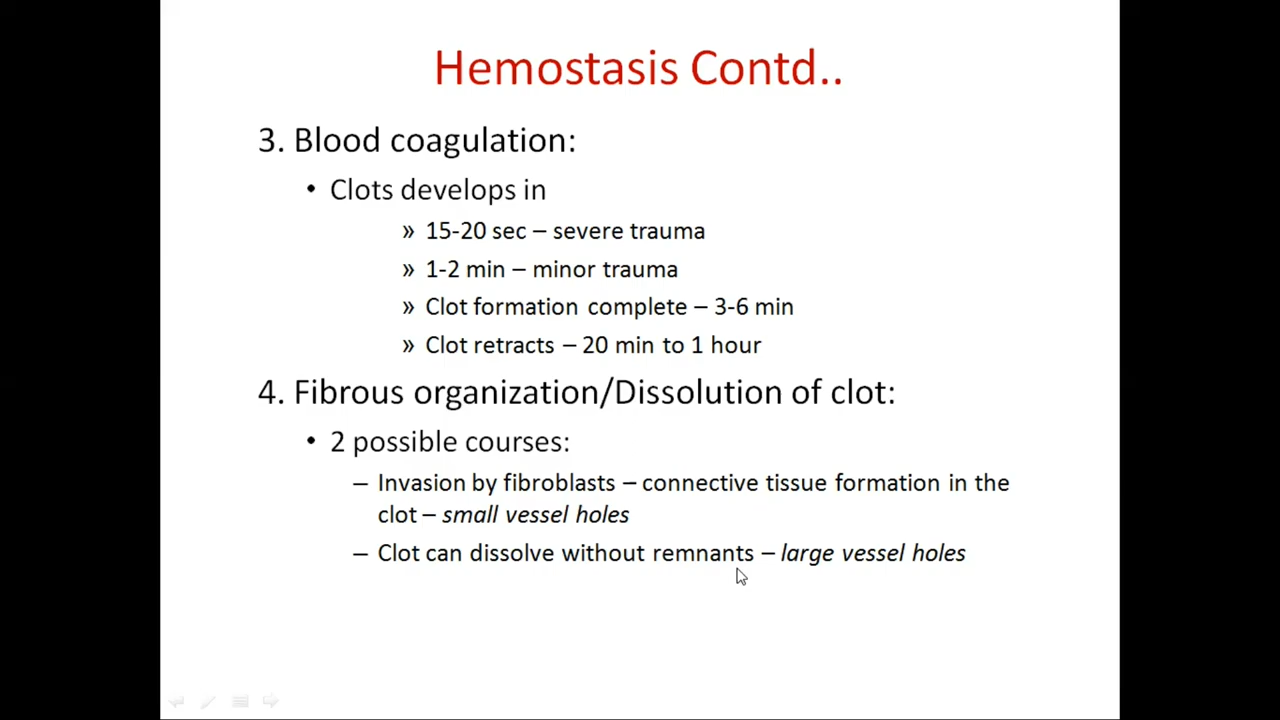 Hemostasis Contd..
3. Blood coagulation:
• Clots develops in
» 15-20 sec – severe trauma
» 1-2 min – minor trauma
» Clot formation complete – 3-6 min
» Clot retracts – 20 min to 1 hour
4. Fibrous organization/Dissolution of clot:
• 2 possible courses:
– Invasion by fibroblasts – connective tissue formation in the
clot – small vessel holes
– Clot can dissolve without remnants – large vessel holes